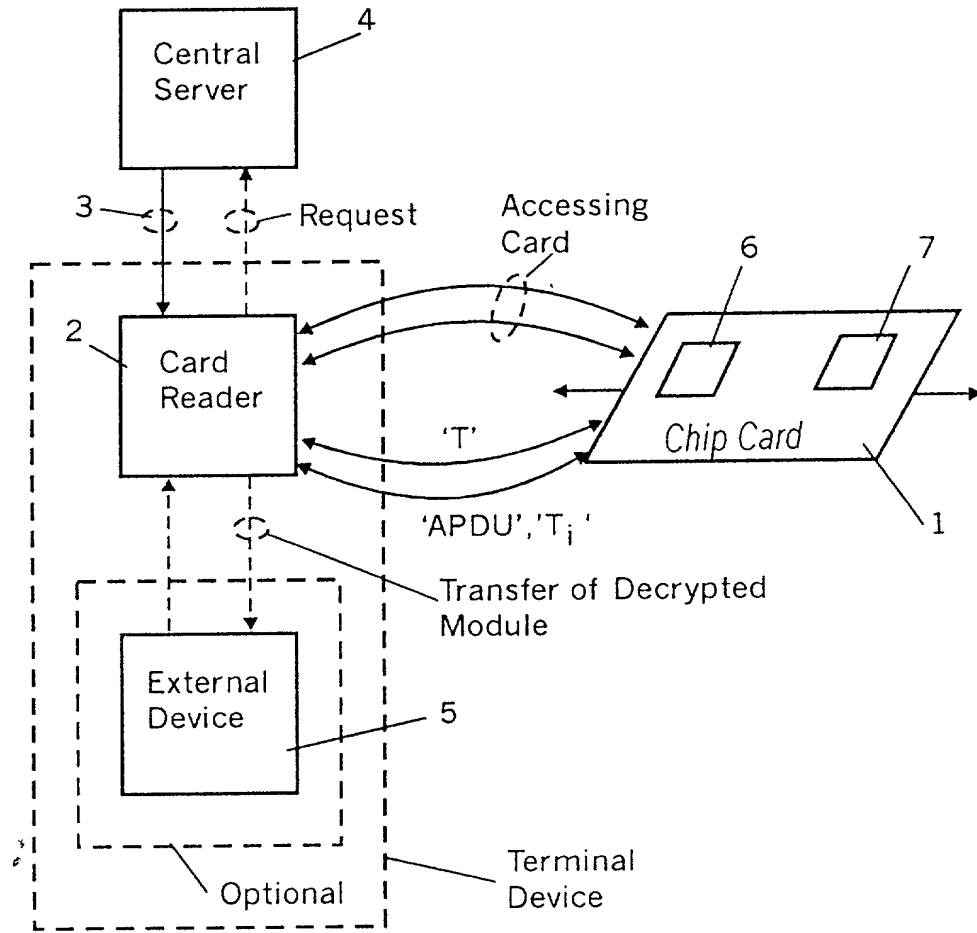 4
Central
Server
3
Request
Accessing
Card
6
7
2
Card
Reader
'T'
Chip Card
'APDU','Ti'
1
Transfer of Decrypted
Module
External
Device
5
Terminal
Device
Optional